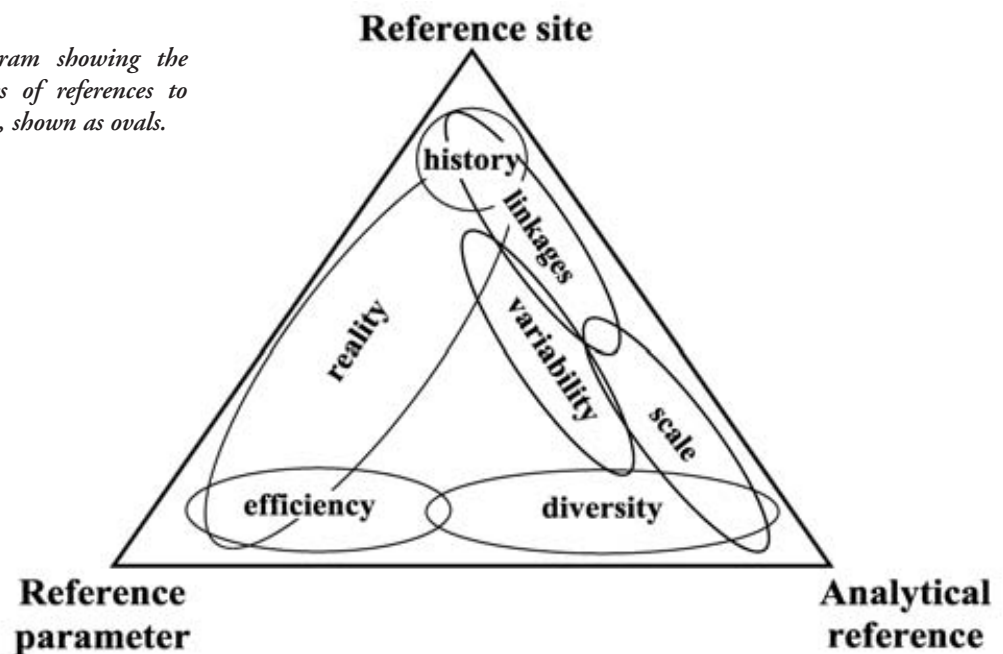 Reference site
ram showing the
s of references to
, shown as ovals.
history
linkages
reality
variability
scale
efficiency
diversity
Reference
parameter
Analytical
reference